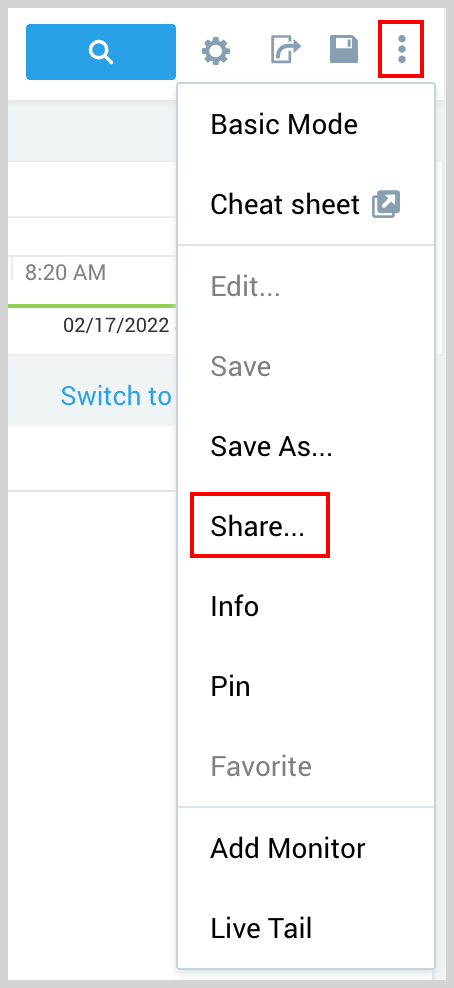 Basic Mode
Cheat sheet
8:20 AM
Edit...
02/17/2022
Save
Switch to
Save As...
Share...
Info
Pin
Favorite
Add Monitor
Live Tail